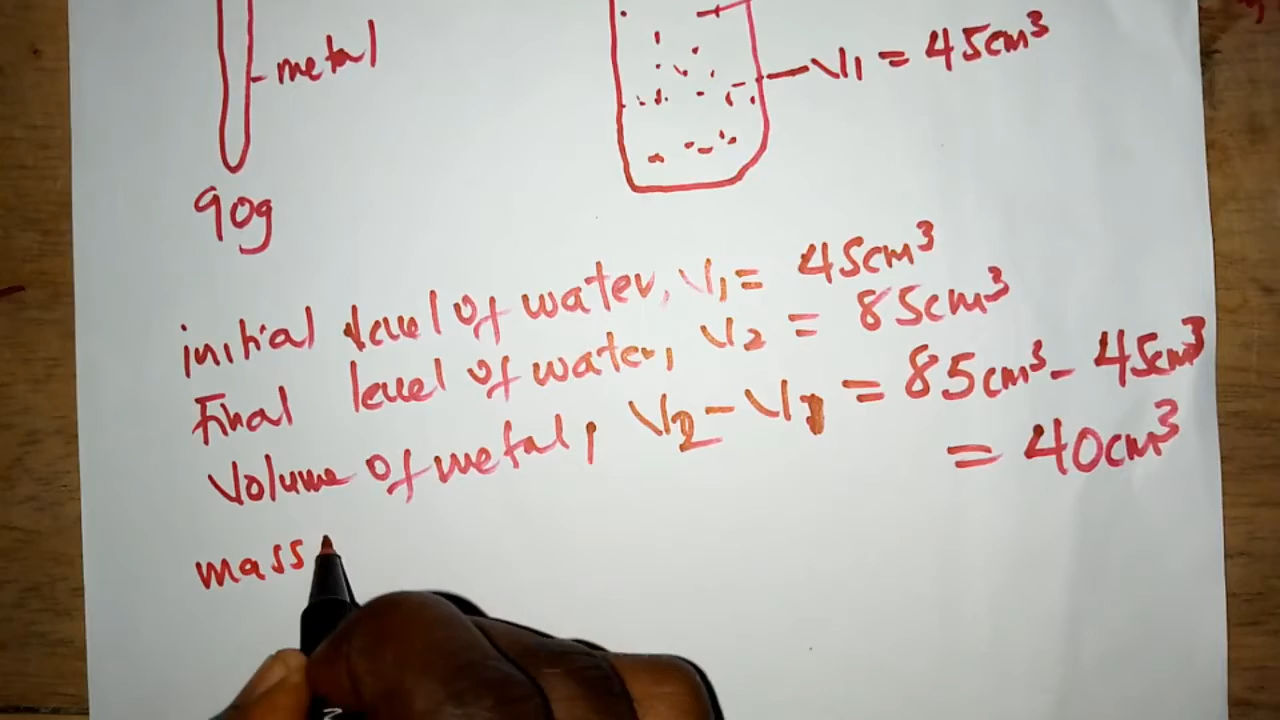 metal
V1 = 45cm³
90g
initial level of water, V1 = 45cm³
Final level of water, V2 = 85cm³
Volume of metal, V2 - V1 = 85cm³ - 45cm³
= 40cm³
mass